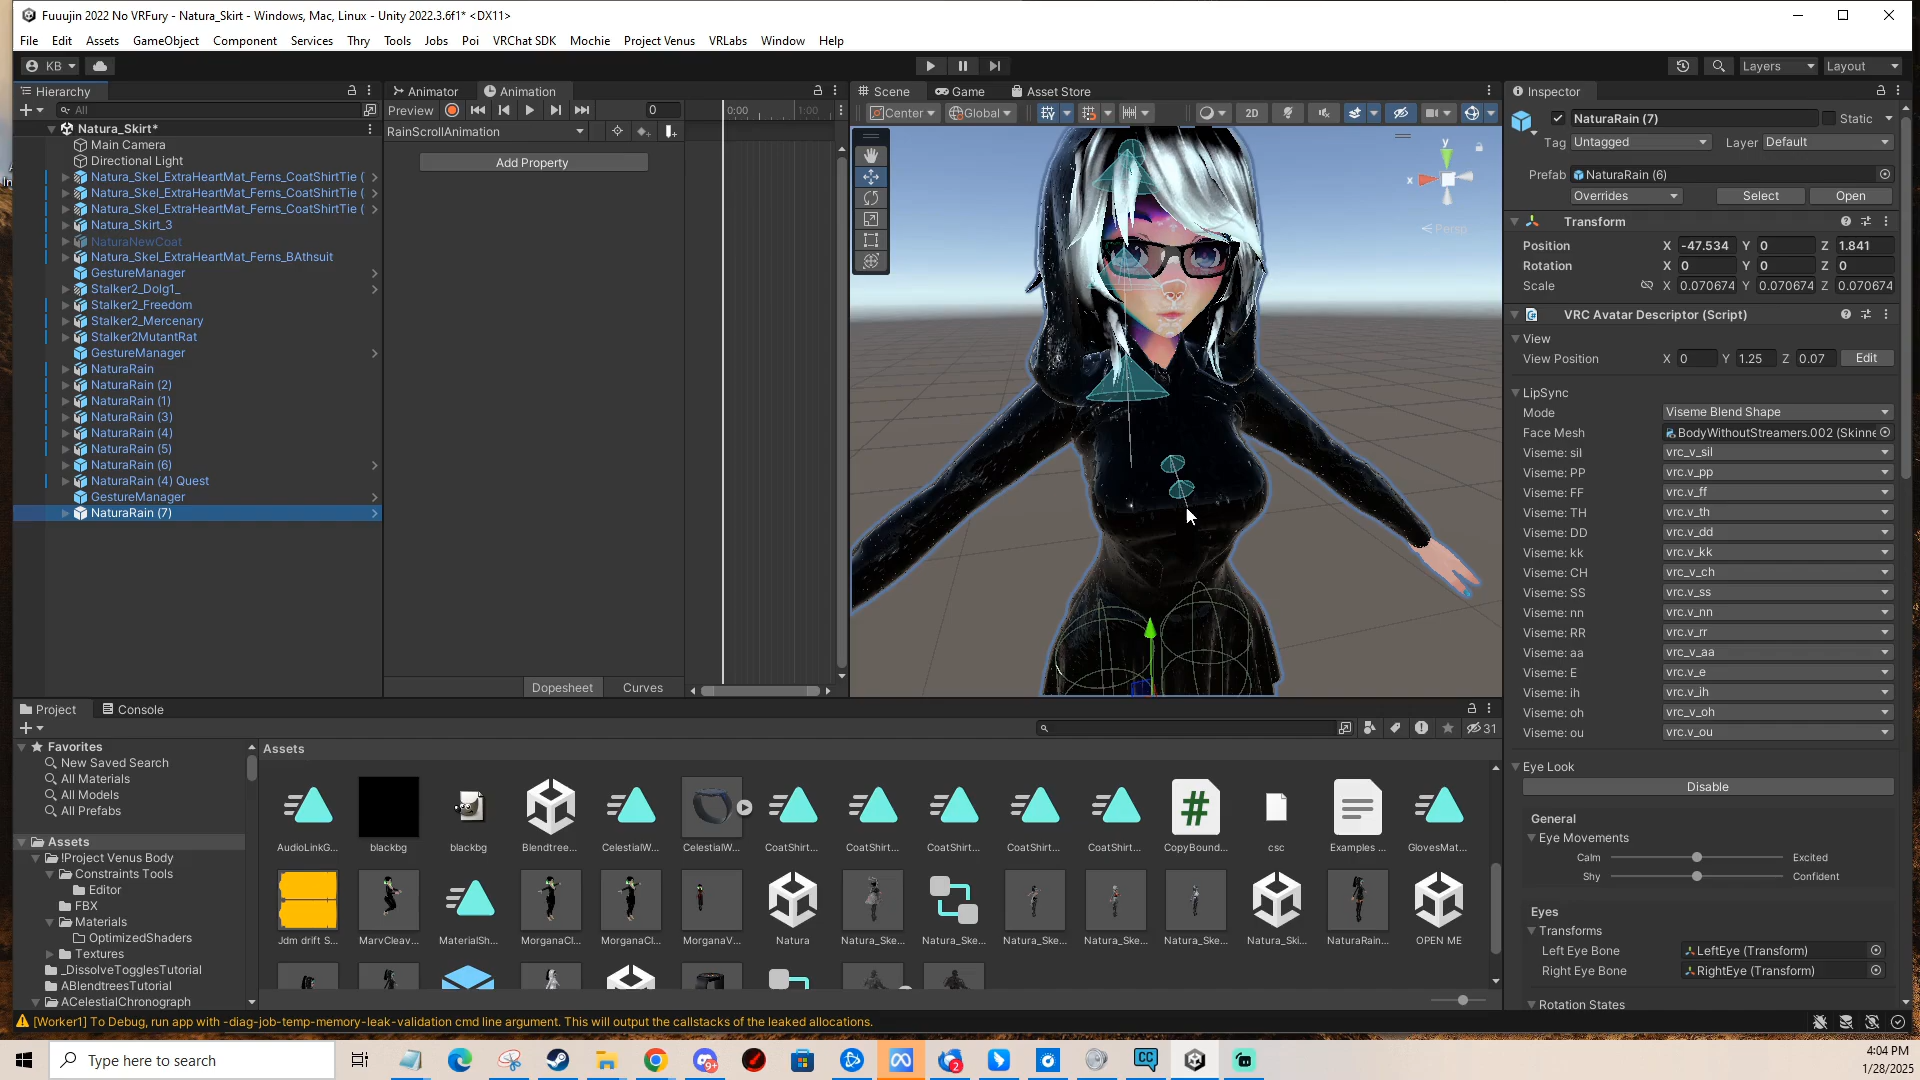 Fuuujin 2022 No VRFury - Natura_Skirt - Windows, Mac, Linux - Unity 2022.3.6f1* <DX11>
File Edit Assets GameObject Component Services Thry Tools Jobs Poi VRChat SDK Mochie Project Venus VRLabs Window Help
KB Layers Layout
Hierarchy
All
Natura_Skirt*
Main Camera
Directional Light
Natura_Skel_ExtraHeartMat_Ferns_CoatShirtTie (
Natura_Skel_ExtraHeartMat_Ferns_CoatShirtTie (
Natura_Skel_ExtraHeartMat_Ferns_CoatShirtTie (
Natura_Skirt_3
NaturaNewCoat
Natura_Skel_ExtraHeartMat_Ferns_BAthsuit
GestureManager
Stalker2_Dolg1_
Stalker2_Freedom
Stalker2_Mercenary
Stalker2MutantRat
GestureManager
NaturaRain
NaturaRain (2)
NaturaRain (1)
NaturaRain (3)
NaturaRain (4)
NaturaRain (5)
NaturaRain (6)
NaturaRain (4) Quest
GestureManager
NaturaRain (7)
Animator Animation
Preview 0 0:00 1:00
RainScrollAnimation
Add Property
Dopesheet Curves
Scene Game Asset Store
Center Global 2D
y
x
Persp
Inspector
NaturaRain (7) Static
Tag Untagged Layer Default
Prefab NaturaRain (6)
Overrides Select Open
Transform
Position X -47.534 Y 0 Z 1.841
Rotation X 0 Y 0 Z 0
Scale X 0.070674 Y 0.070674 Z 0.070674
VRC Avatar Descriptor (Script)
View
View Position X 0 Y 1.25 Z 0.07 Edit
LipSync
Mode Viseme Blend Shape
Face Mesh BodyWithoutStreamers.002 (Skinne
Viseme: sil vrc_v_sil
Viseme: PP vrc.v_pp
Viseme: FF vrc.v_ff
Viseme: TH vrc.v_th
Viseme: DD vrc.v_dd
Viseme: kk vrc.v_kk
Viseme: CH vrc_v_ch
Viseme: SS vrc.v_ss
Viseme: nn vrc.v_nn
Viseme: RR vrc.v_rr
Viseme: aa vrc_v_aa
Viseme: E vrc.v_e
Viseme: ih vrc.v_ih
Viseme: oh vrc_v_oh
Viseme: ou vrc.v_ou
Eye Look
Disable
General
Eye Movements
Calm Excited
Shy Confident
Eyes
Transforms
Left Eye Bone LeftEye (Transform)
Right Eye Bone RightEye (Transform)
Rotation States
Project Console
31
Favorites
New Saved Search
All Materials
All Models
All Prefabs
Assets
!Project Venus Body
Constraints Tools
Editor
FBX
Materials
OptimizedShaders
Textures
_DissolveTogglesTutorial
ABlendtreesTutorial
ACelestialChronograph
Assets
AudioLinkG... blackbg blackbg Blendtree... CelestialW... CelestialW... CoatShirt... CoatShirt... CoatShirt... CoatShirt... CoatShirt... CopyBound... csc Examples ... GlovesMat...
Jdm drift S... MarvCleav... MaterialSh... MorganaCl... MorganaCl... MorganaV... Natura Natura_Ske... Natura_Ske... Natura_Ske... Natura_Ske... Natura_Ske... Natura_Ski... NaturaRain... OPEN ME
[Worker1] To Debug, run app with -diag-job-temp-memory-leak-validation cmd line argument. This will output the callstacks of the leaked allocations.
Type here to search
4:04 PM
1/28/2025